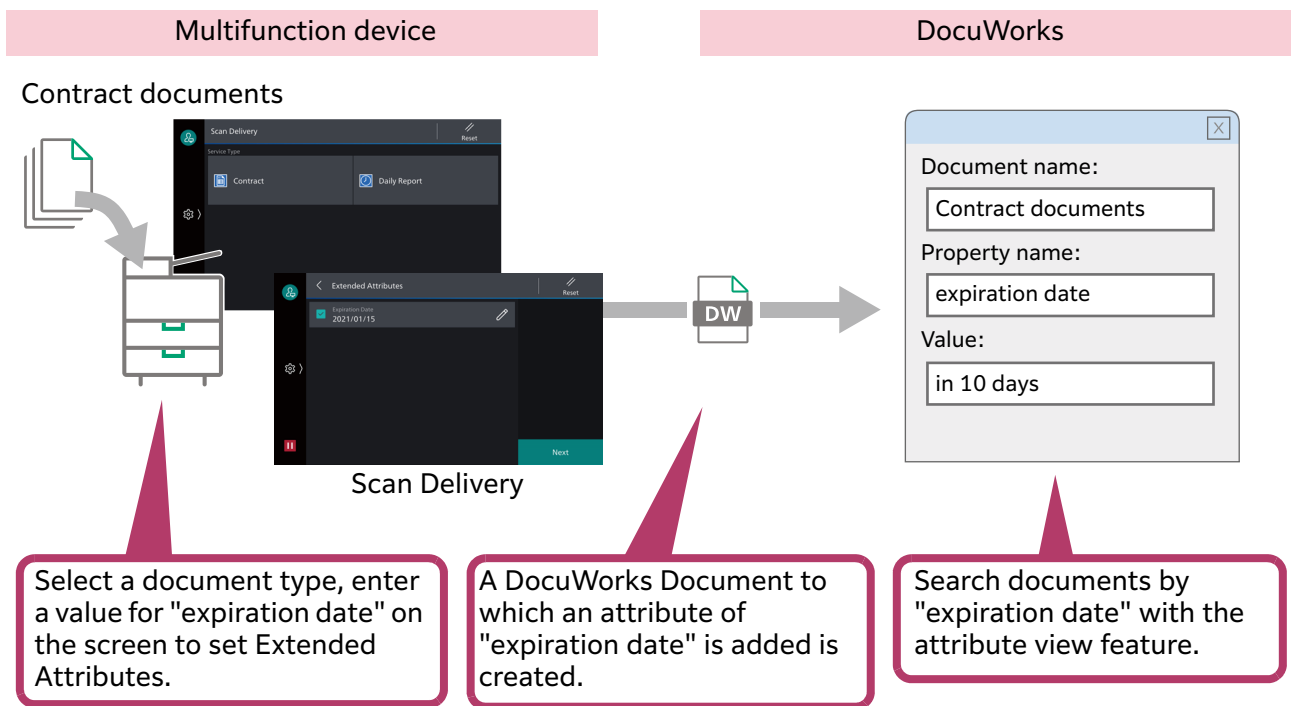 Multifunction device
DocuWorks
Contract documents
Scan Delivery
Reset
Service Type
Contract
Daily Report
Extended Attributes
Reset
Expiration Date
2021/01/15
Next
Scan Delivery
DW
X
Document name:
Contract documents
Property name:
expiration date
Value:
in 10 days
Select a document type, enter
a value for "expiration date" on
the screen to set Extended
Attributes.
A DocuWorks Document to
which an attribute of
"expiration date" is added is
created.
Search documents by
"expiration date" with the
attribute view feature.